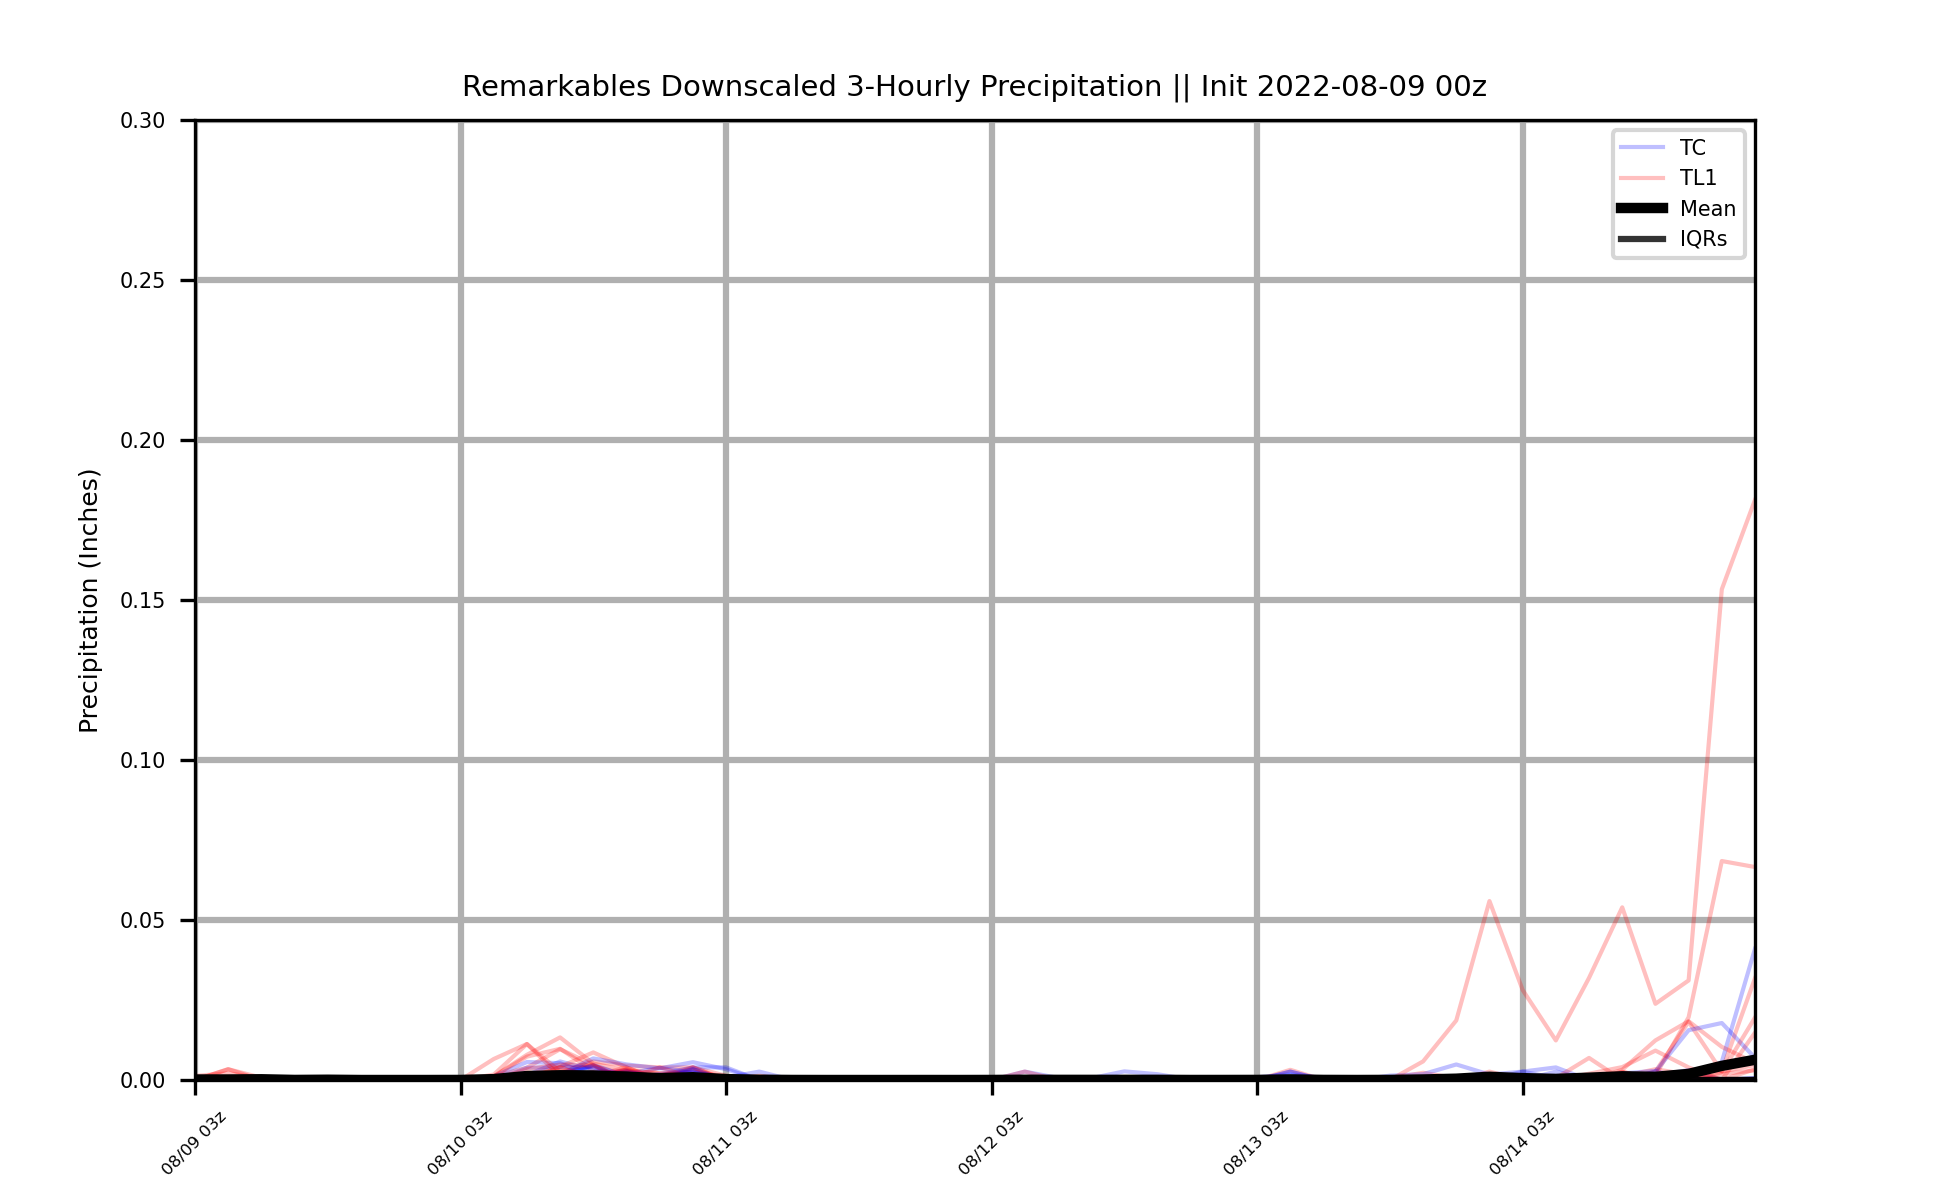 Remarkables Downscaled 3-Hourly Precipitation || Init 2022-08-09 00z
TC
TL1
Mean
IQRs
Precipitation (Inches)
0.30
0.25
0.20
0.15
0.10
0.05
0.00
08/09 03z
08/10 03z
08/11 03z
08/12 03z
08/13 03z
08/14 03z